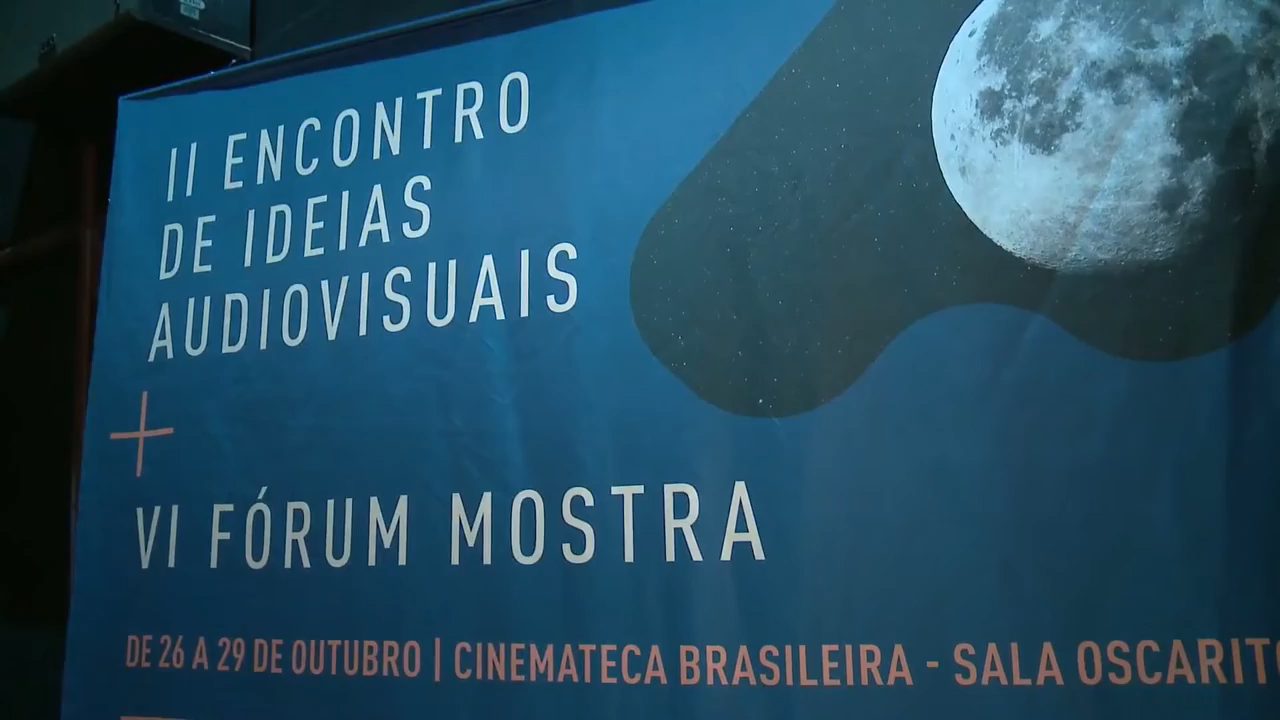 II ENCONTRO
DE IDEIAS
AUDIOVISUAIS
+
VI FÓRUM MOSTRA
DE 26 A 29 DE OUTUBRO | CINEMATECA BRASILEIRA - SALA OSCARITO